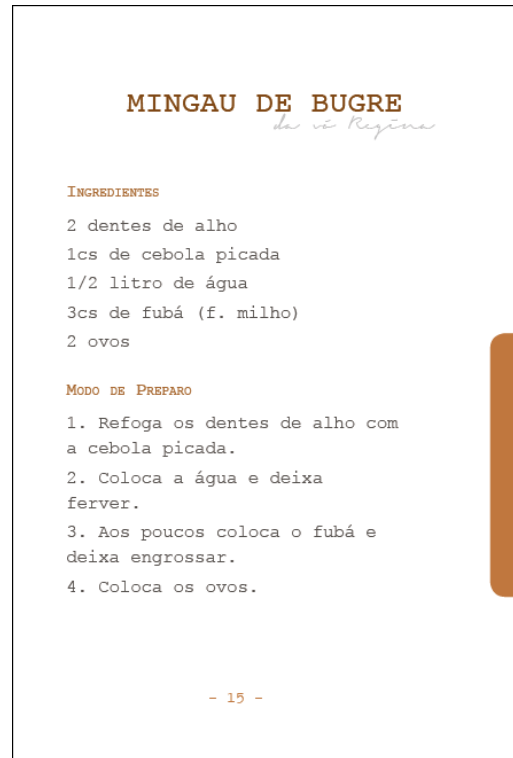 MINGAU DE BUGRE
da vó Regina
Ingredientes
2 dentes de alho
1cs de cebola picada
1/2 litro de água
3cs de fubá (f. milho)
2 ovos
Modo de Preparo
1. Refoga os dentes de alho com
a cebola picada.
2. Coloca a água e deixa
ferver.
3. Aos poucos coloca o fubá e
deixa engrossar.
4. Coloca os ovos.
- 15 -